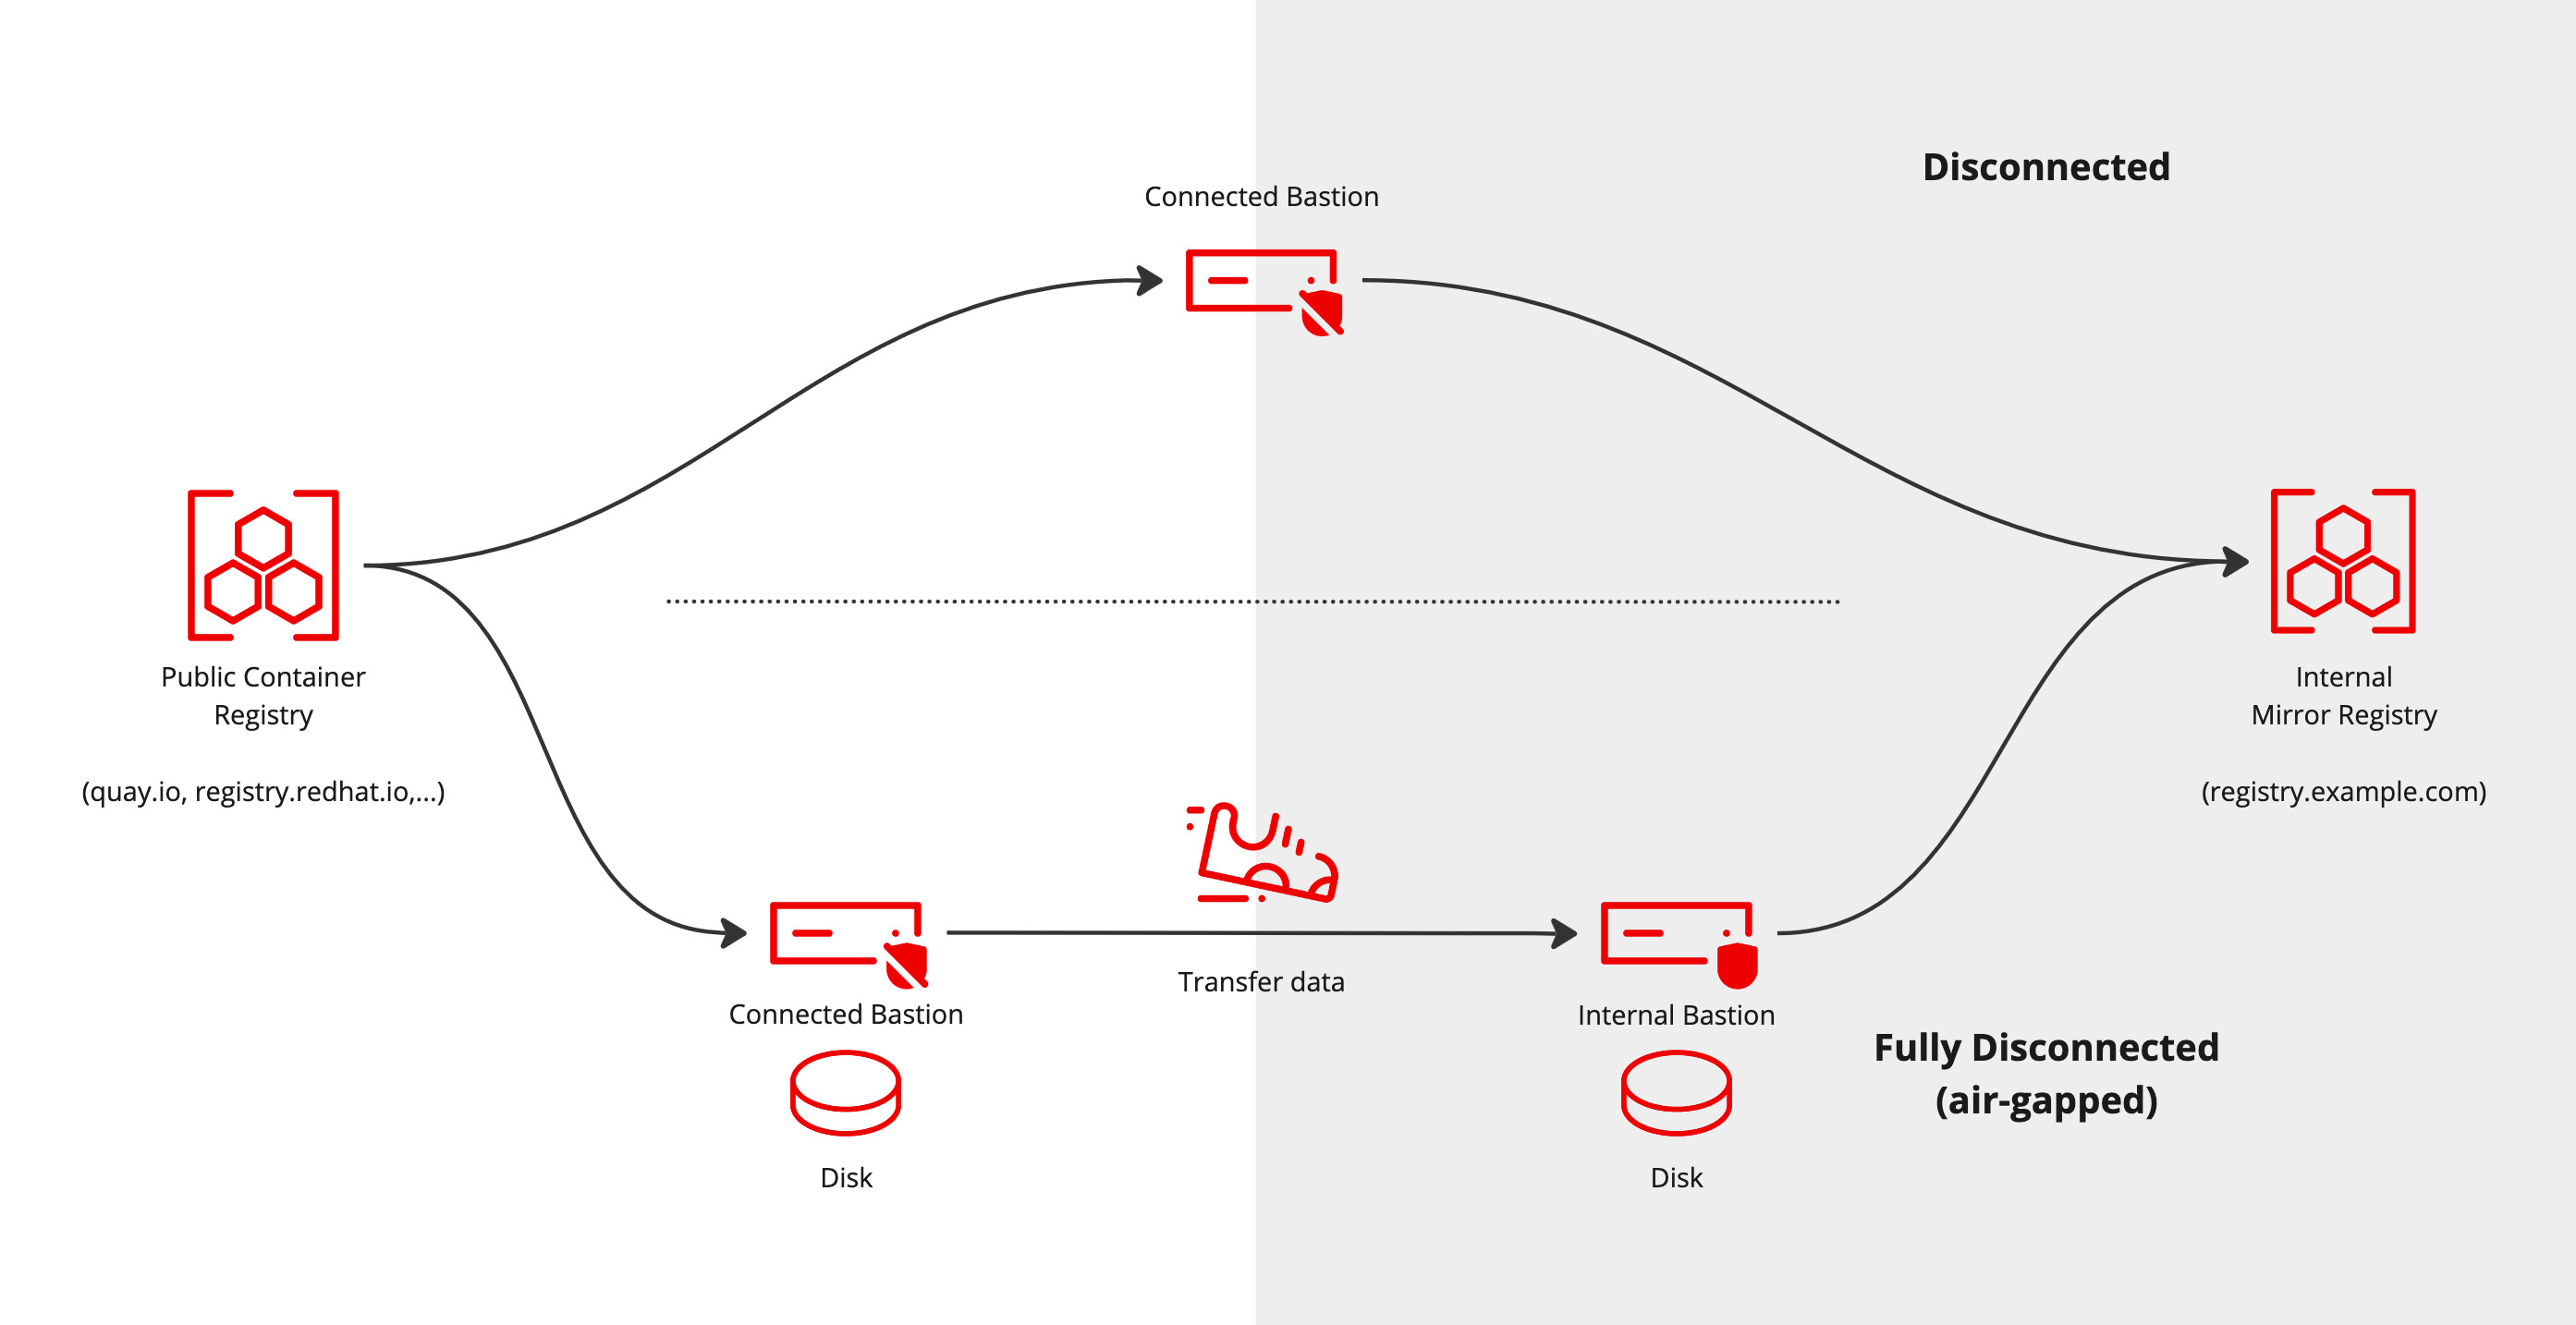 Disconnected
Connected Bastion
Public Container
Registry
(quay.io, registry.redhat.io,...)
Internal
Mirror Registry
(registry.example.com)
Transfer data
Connected Bastion
Disk
Internal Bastion
Disk
Fully Disconnected
(air-gapped)